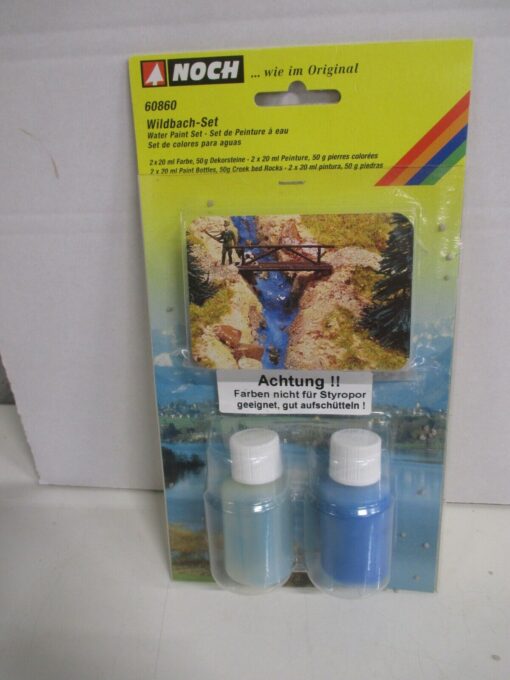 NOCH ... wie im Original
60860
Wildbach-Set
Water Paint Set - Set de Peinture à eau
Set de colores para aguas
2 x 20 ml Farbe, 50 g Dekorsteine - 2 x 20 ml Peinture, 50 g pierres colorées
2 x 20 ml Paint Bottles, 50g Creek bed Rocks - 2 x 20 ml pintura, 50 g piedras
Achtung !!
Farben nicht für Styropor
geeignet, gut aufschütteln !